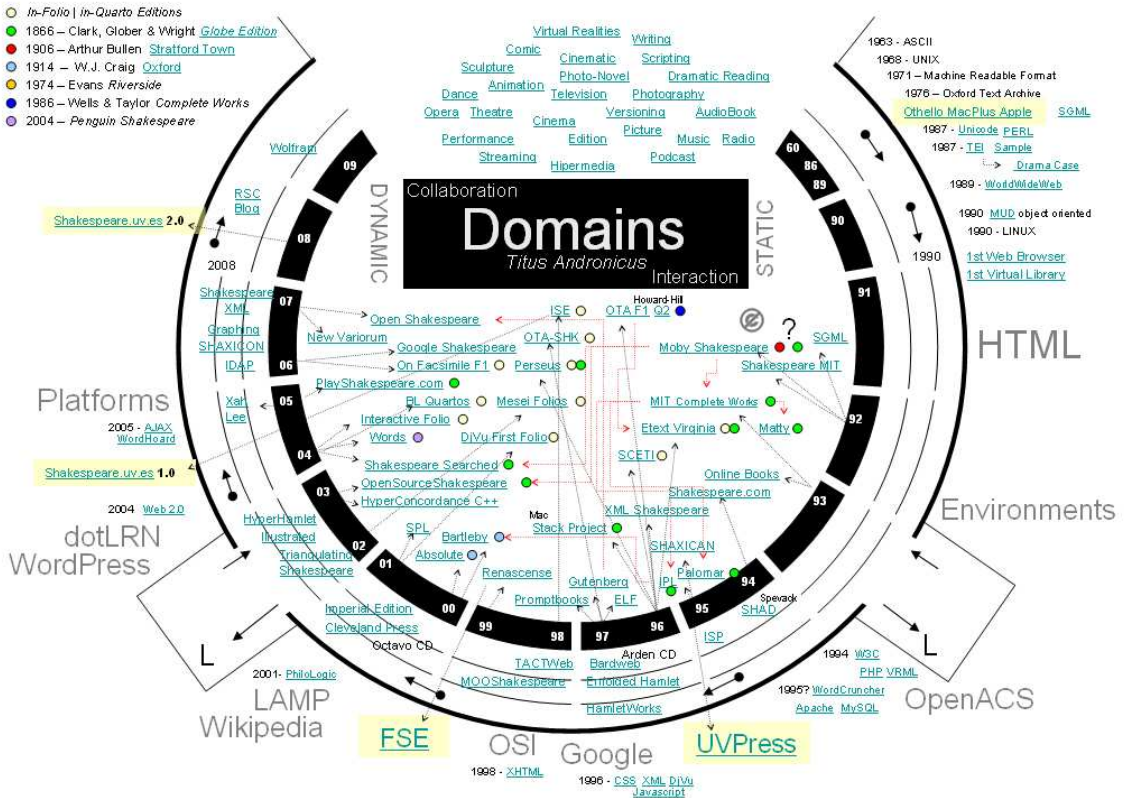 In-Folio | in-Quarto Editions
1866 – Clark, Glober & Wright Globe Edition
1906 – Arthur Bullen Stratford Town
1914 – W.J. Craig Oxford
1974 – Evans Riverside
1986 – Wells & Taylor Complete Works
2004 – Penguin Shakespeare
Virtual Realities
Writing
Comic
Cinematic
Scripting
Sculpture
Photo-Novel
Dramatic Reading
Animation
Dance
Television
Photography
Opera
Theatre
Versioning
AudioBook
Cinema
Picture
Performance
Edition
Music
Radio
Streaming
Podcast
Hipermedia
1963 - ASCII
1968 - UNIX
1971 – Machine Readable Format
1976 – Oxford Text Archive
Othello MacPlus Apple
SGML
1987 - Unicode PERL
1987 - TEI Sample
Drama Case
1989 - WorldWideWeb
1990 MUD object oriented
1990 - LINUX
1st Web Browser
1st Virtual Library
1990
HTML
Environments
Collaboration
Domains
Titus Andronicus
Interaction
DYNAMIC
STATIC
60
86
89
90
91
92
93
94
95
96
97
98
99
00
01
02
03
04
05
06
07
08
09
Wolfram
RSC
Blog
Shakespeare.uv.es 2.0
2008
Shakespeare
XML
Graphing
SHAXICON
IDAP
Xah
Lee
Platforms
2005 - AJAX
WordHoard
Shakespeare.uv.es 1.0
2004 Web 2.0
dotLRN
WordPress
HyperHamlet
Illustrated
Triangulating
Shakespeare
Howard-Hill
ISE
OTA F1 Q2
Open Shakespeare
New Variorum
OTA-SHK
?
SGML
Google Shakespeare
Moby Shakespeare
On Facsimile F1
Perseus
Shakespeare MIT
PlayShakespeare.com
BL Quartos
Mesei Folios
MIT Complete Works
Interactive Folio
Words
DjVu First Folio
Etext Virginia
Matty
SCETI
Shakespeare Searched
Online Books
OpenSourceShakespeare
Shakespeare.com
HyperConcordance C++
XML Shakespeare
Mac
SPL
Bartleby
Stack Project
Absolute
SHAXICAN
Renascense
Gutenberg
IPL
Palomar
Promptbooks
ELF
Spevack
SHAD
ISP
Imperial Edition
Cleveland Press
Octavo CD
Arden CD
TACTWeb
Bardweb
MOOShakespeare
Enfolded Hamlet
HamletWorks
L
2001- PhiloLogic
LAMP
Wikipedia
FSE
OSI
1998 - XHTML
Google
1996 - CSS XML DjVu
Javascript
UVPress
1994 W3C
PHP VRML
1995? WordCruncher
Apache MySQL
L
OpenACS